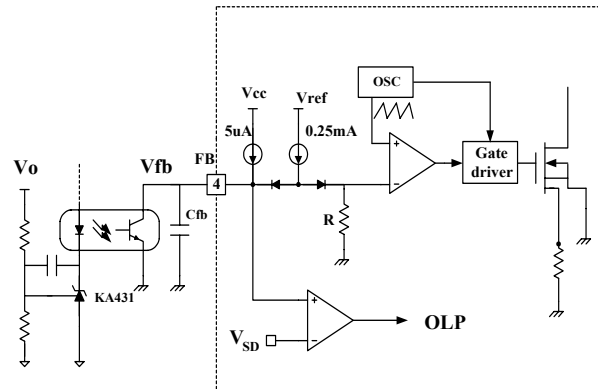 OSC
Vcc
Vref
5uA
0.25mA
+
−
Gate
driver
Vo
Vfb
FB
4
Cfb
R
KA431
+
−
VSD
OLP